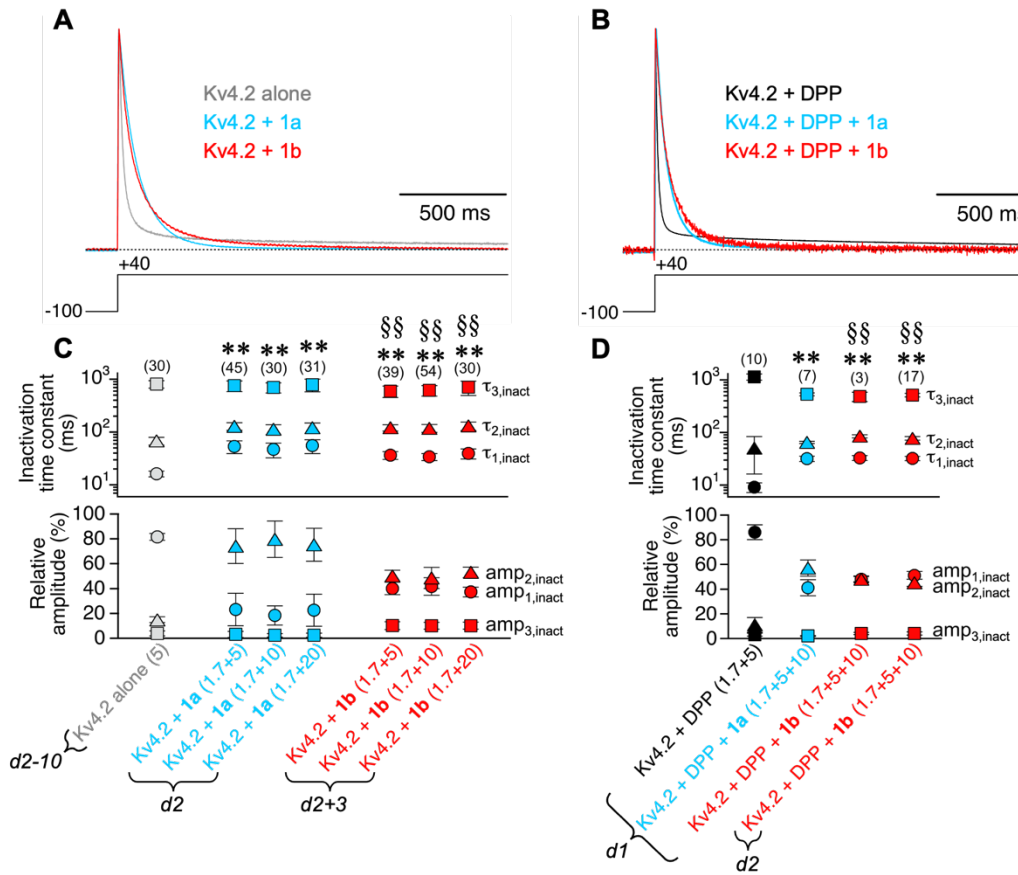 A
Kv4.2 alone
Kv4.2 + 1a
Kv4.2 + 1b
500 ms
+40
-100
B
Kv4.2 + DPP
Kv4.2 + DPP + 1a
Kv4.2 + DPP + 1b
500 m
+40
-100
C
§§ §§ §§
** ** ** ** ** **
(30) (45) (30) (31) (39) (54) (30)
Inactivation
time constant
(ms)
10³
10²
10¹
τ3,inact
τ2,inact
τ1,inact
Relative
amplitude (%)
100
80
60
40
20
0
amp2,inact
amp1,inact
amp3,inact
Kv4.2 alone (5)
Kv4.2 + 1a (1.7+5)
Kv4.2 + 1a (1.7+10)
Kv4.2 + 1a (1.7+20)
Kv4.2 + 1b (1.7+5)
Kv4.2 + 1b (1.7+10)
Kv4.2 + 1b (1.7+20)
d2-10
d2
d2+3
D
§§ §§
** ** **
(10) (7) (3) (17)
Inactivation
time constant
(ms)
10³
10²
10¹
τ3,inact
τ2,inact
τ1,inact
Relative
amplitude (%)
100
80
60
40
20
0
amp1,inact
amp2,inact
amp3,inact
Kv4.2 + DPP (1.7+5)
Kv4.2 + DPP + 1a (1.7+5+10)
Kv4.2 + DPP + 1b (1.7+5+10)
Kv4.2 + DPP + 1b (1.7+5+10)
d1
d2